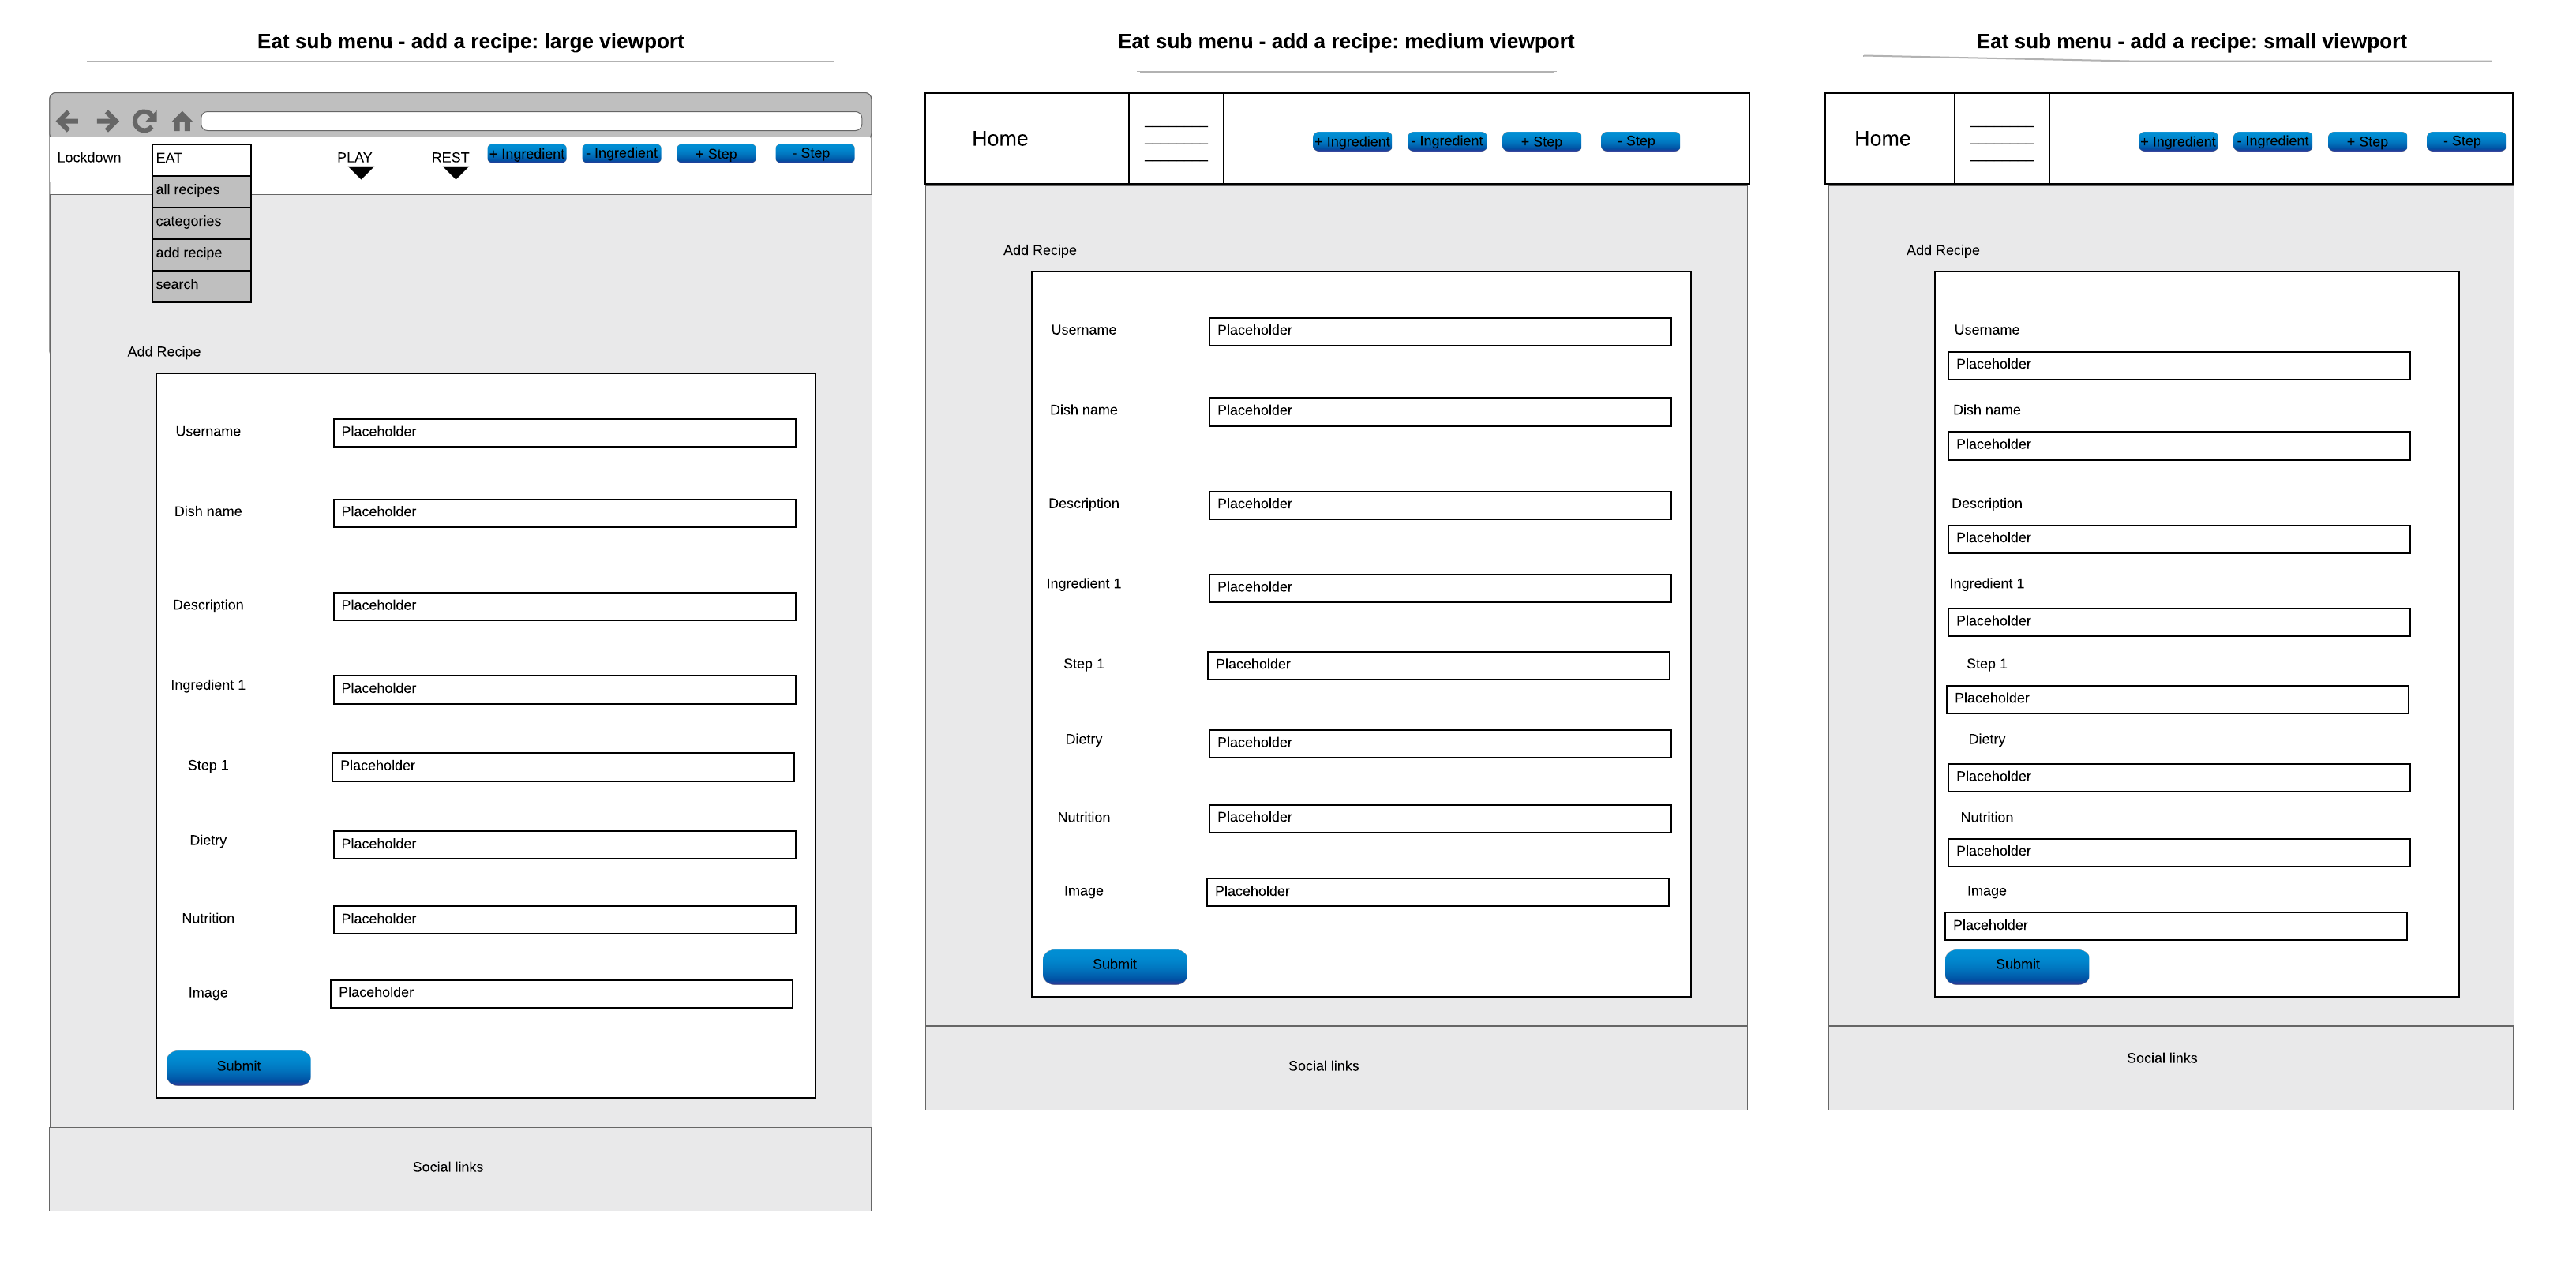 Eat sub menu - add a recipe: large viewport
Lockdown EAT PLAY REST + Ingredient - Ingredient + Step - Step
all recipes
categories
add recipe
search
Add Recipe
Username Placeholder
Dish name Placeholder
Description Placeholder
Ingredient 1 Placeholder
Step 1 Placeholder
Dietry Placeholder
Nutrition Placeholder
Image Placeholder
Submit
Social links
Eat sub menu - add a recipe: medium viewport
Home + Ingredient - Ingredient + Step - Step
Add Recipe
Username Placeholder
Dish name Placeholder
Description Placeholder
Ingredient 1 Placeholder
Step 1 Placeholder
Dietry Placeholder
Nutrition Placeholder
Image Placeholder
Submit
Social links
Eat sub menu - add a recipe: small viewport
Home + Ingredient - Ingredient + Step - Step
Add Recipe
Username
Placeholder
Dish name
Placeholder
Description
Placeholder
Ingredient 1
Placeholder
Step 1
Placeholder
Dietry
Placeholder
Nutrition
Placeholder
Image
Placeholder
Submit
Social links